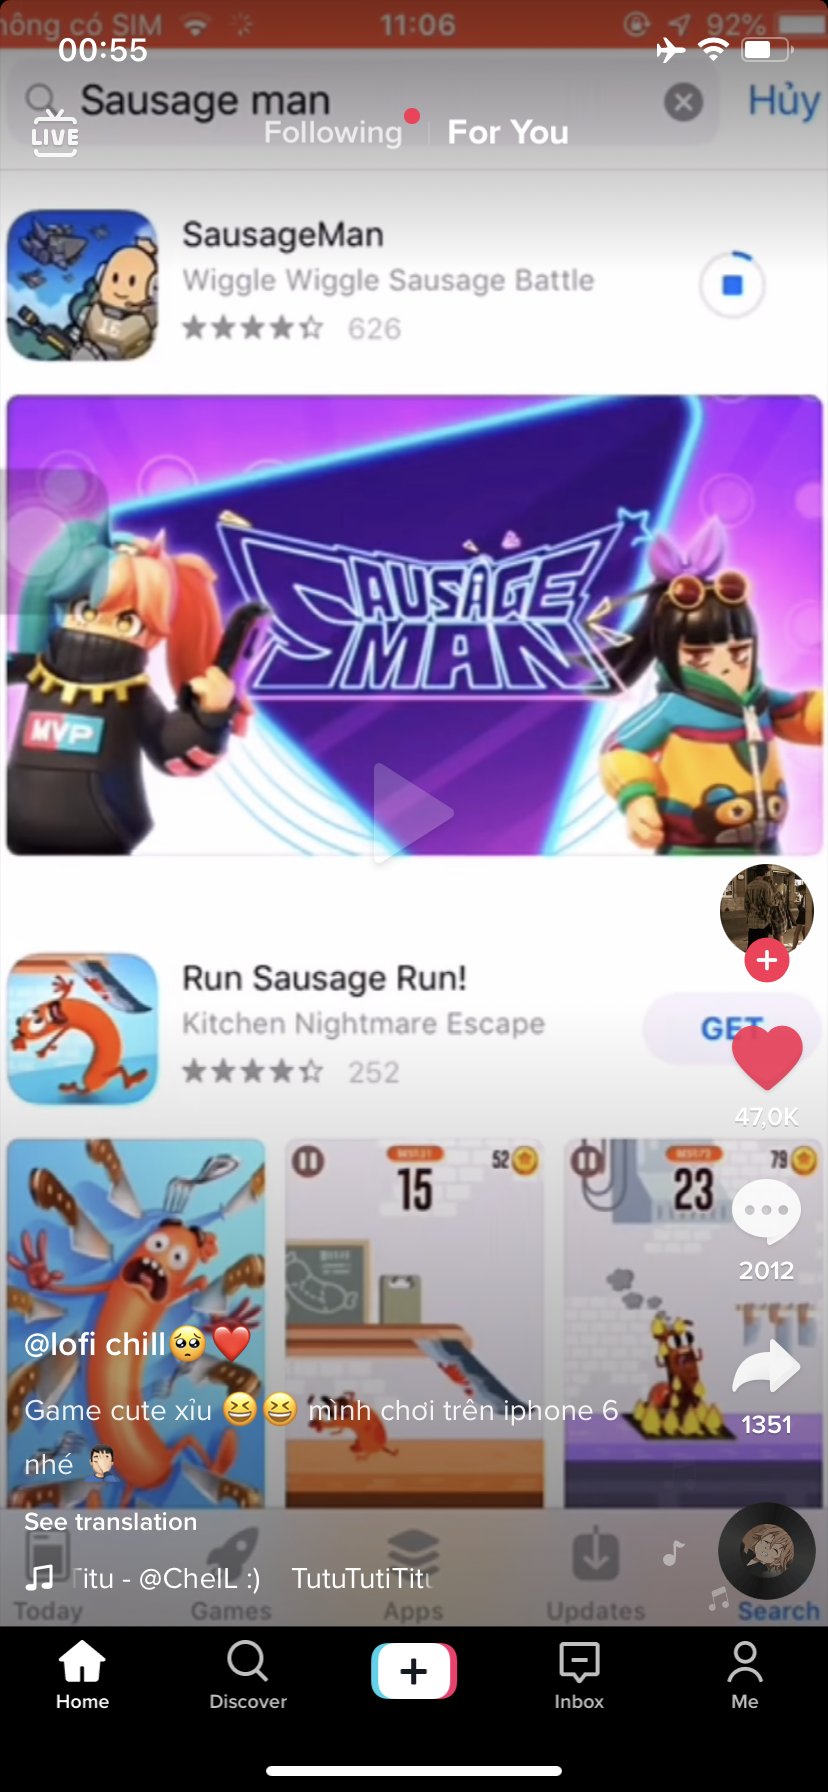 hông có SIM 11:06 92%
00:55
Sausage man Hủy
LIVE Following For You
SausageMan
Wiggle Wiggle Sausage Battle
626
SAUSAGE
MAN
MVP
Run Sausage Run!
Kitchen Nightmare Escape
GET
252
47,0K
52 79
15 23
2012
@lofi chill🥺❤️
Game cute xỉu 😆😆 mình chơi trên iphone 6
nhé 🤦🏻‍♂️
1351
See translation
Titu - @ChelL :) TutuTutiTitu
Today Games Apps Updates Search
Home Discover Inbox Me